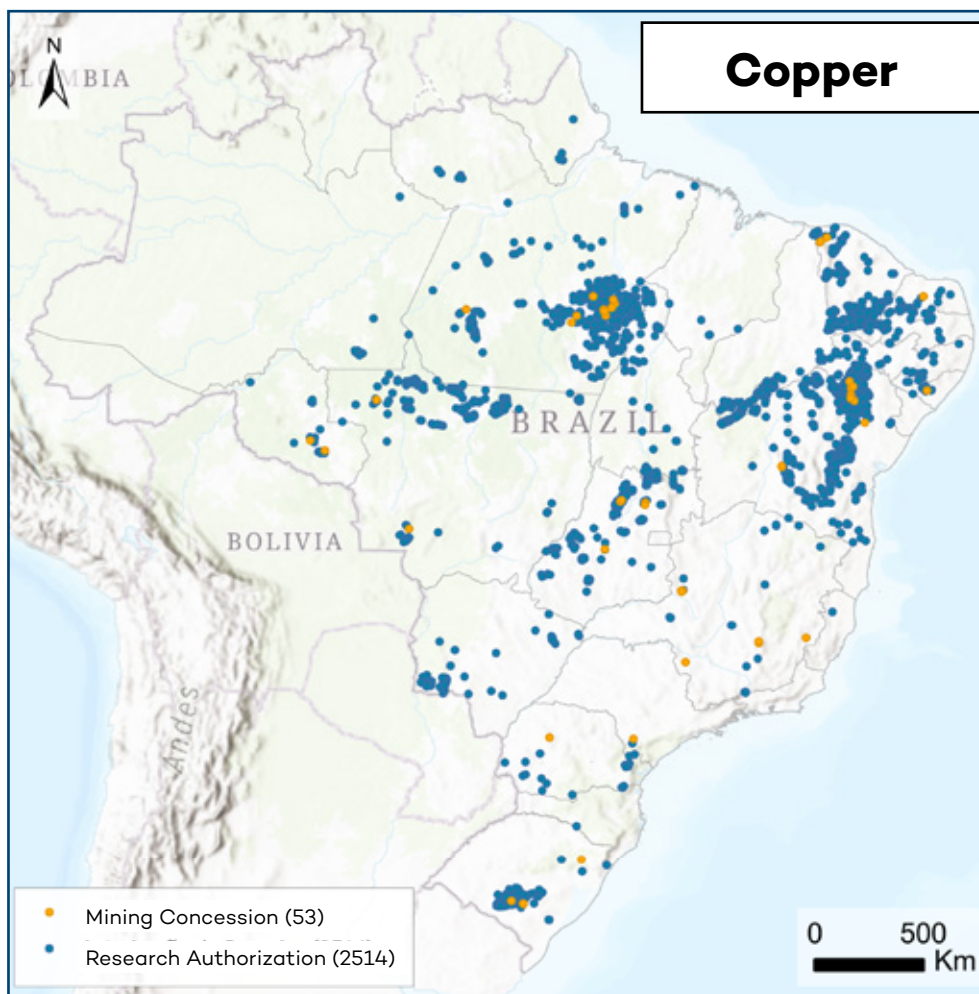 Copper
N
OLOMBIA
BRAZIL
BOLIVIA
Andes
Mining Concession (53)
Research Authorization (2514)
0 500
Km